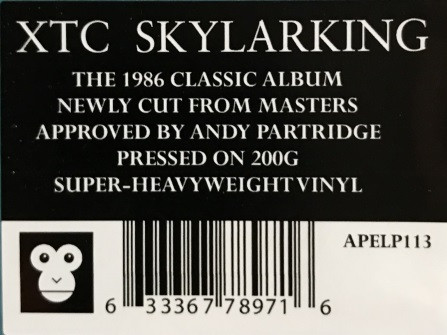 XTC SKYLARKING
THE 1986 CLASSIC ALBUM
NEWLY CUT FROM MASTERS
APPROVED BY ANDY PARTRIDGE
PRESSED ON 200G
SUPER-HEAVYWEIGHT VINYL
APELP113
6 33367 78971 6